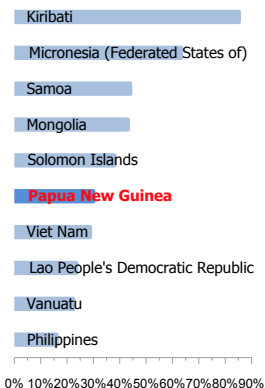 Kiribati
Micronesia (Federated States of)
Samoa
Mongolia
Solomon Islands
Papua New Guinea
Viet Nam
Lao People's Democratic Republic
Vanuatu
Philippines
0% 10%20%30%40%50%60%70%80%90%